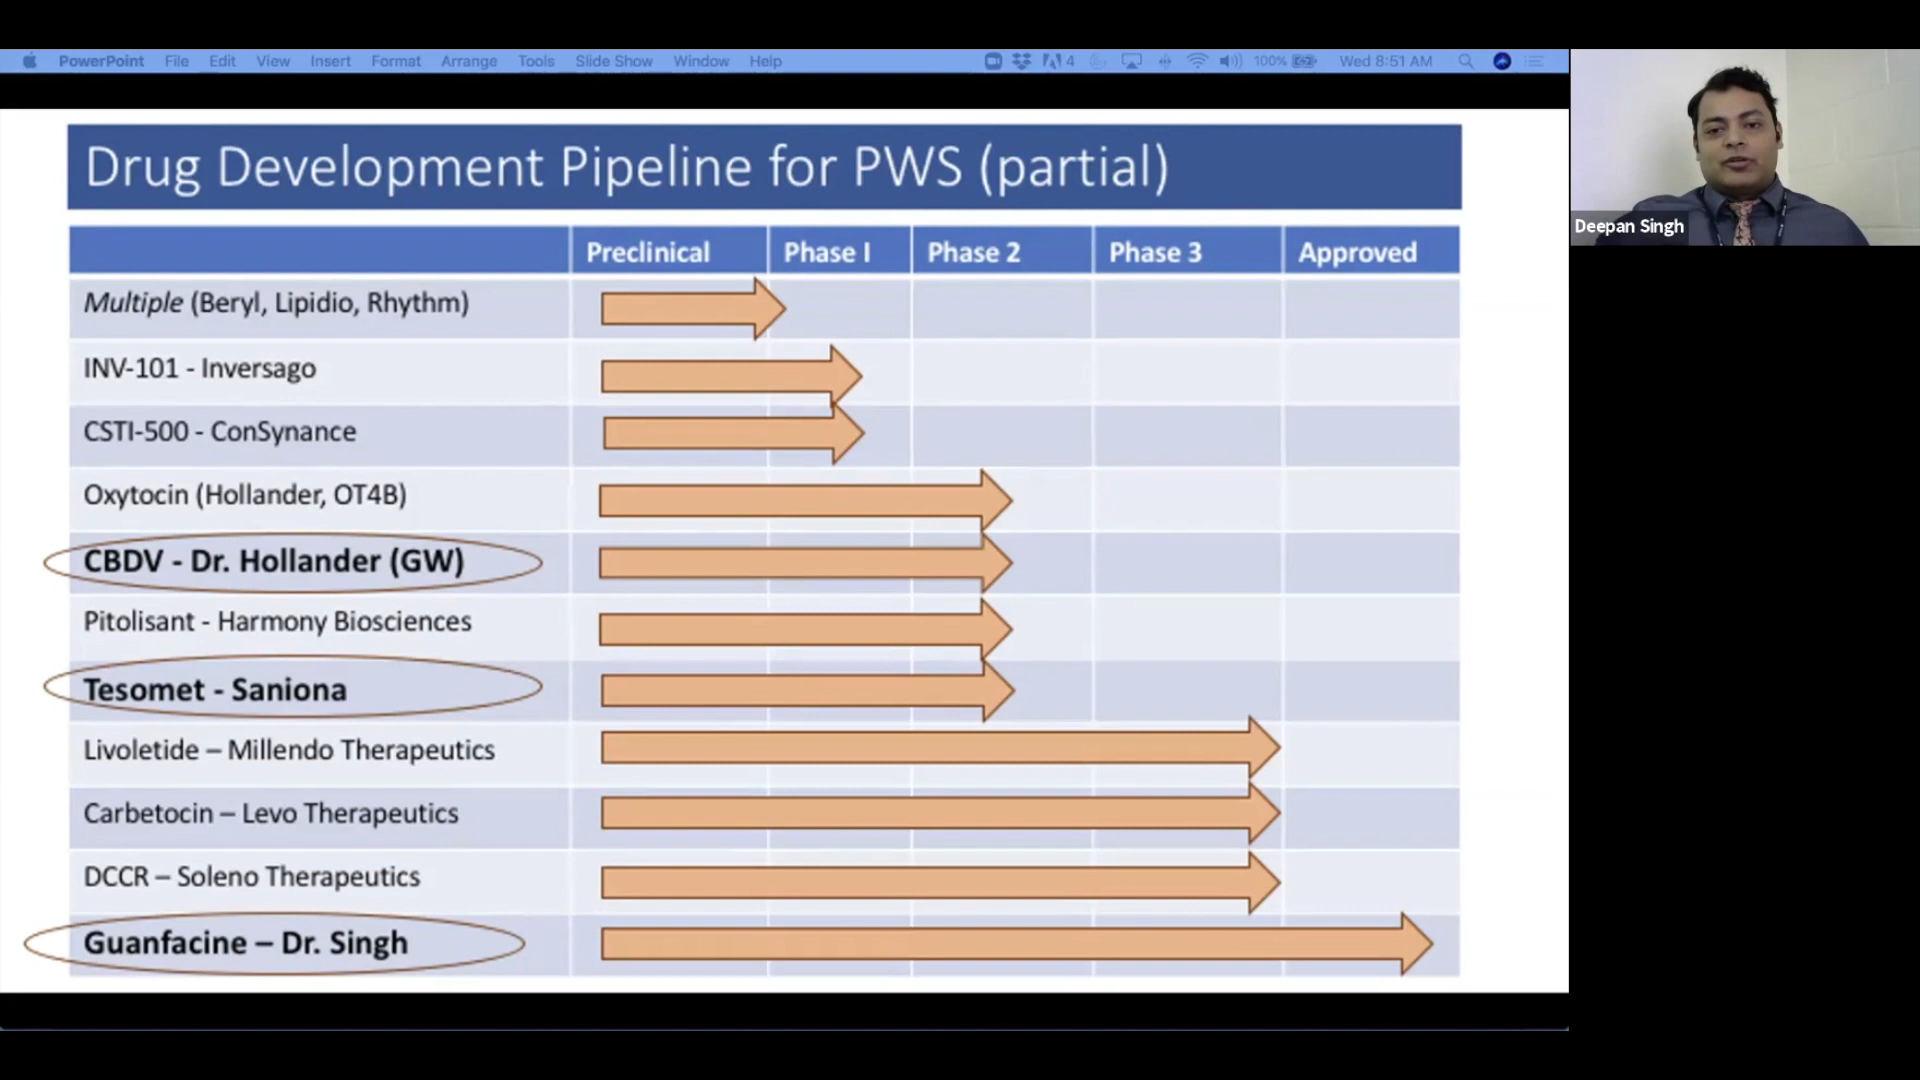 PowerPoint File Edit View Insert Format Arrange Tools Slide Show Window Help 4 100% Wed 8:51 AM
Deepan Singh
Drug Development Pipeline for PWS (partial)
Preclinical Phase I Phase 2 Phase 3 Approved
Multiple (Beryl, Lipidio, Rhythm)
INV-101 - Inversago
CSTI-500 - ConSynance
Oxytocin (Hollander, OT4B)
CBDV - Dr. Hollander (GW)
Pitolisant - Harmony Biosciences
Tesomet - Saniona
Livoletide – Millendo Therapeutics
Carbetocin – Levo Therapeutics
DCCR – Soleno Therapeutics
Guanfacine – Dr. Singh